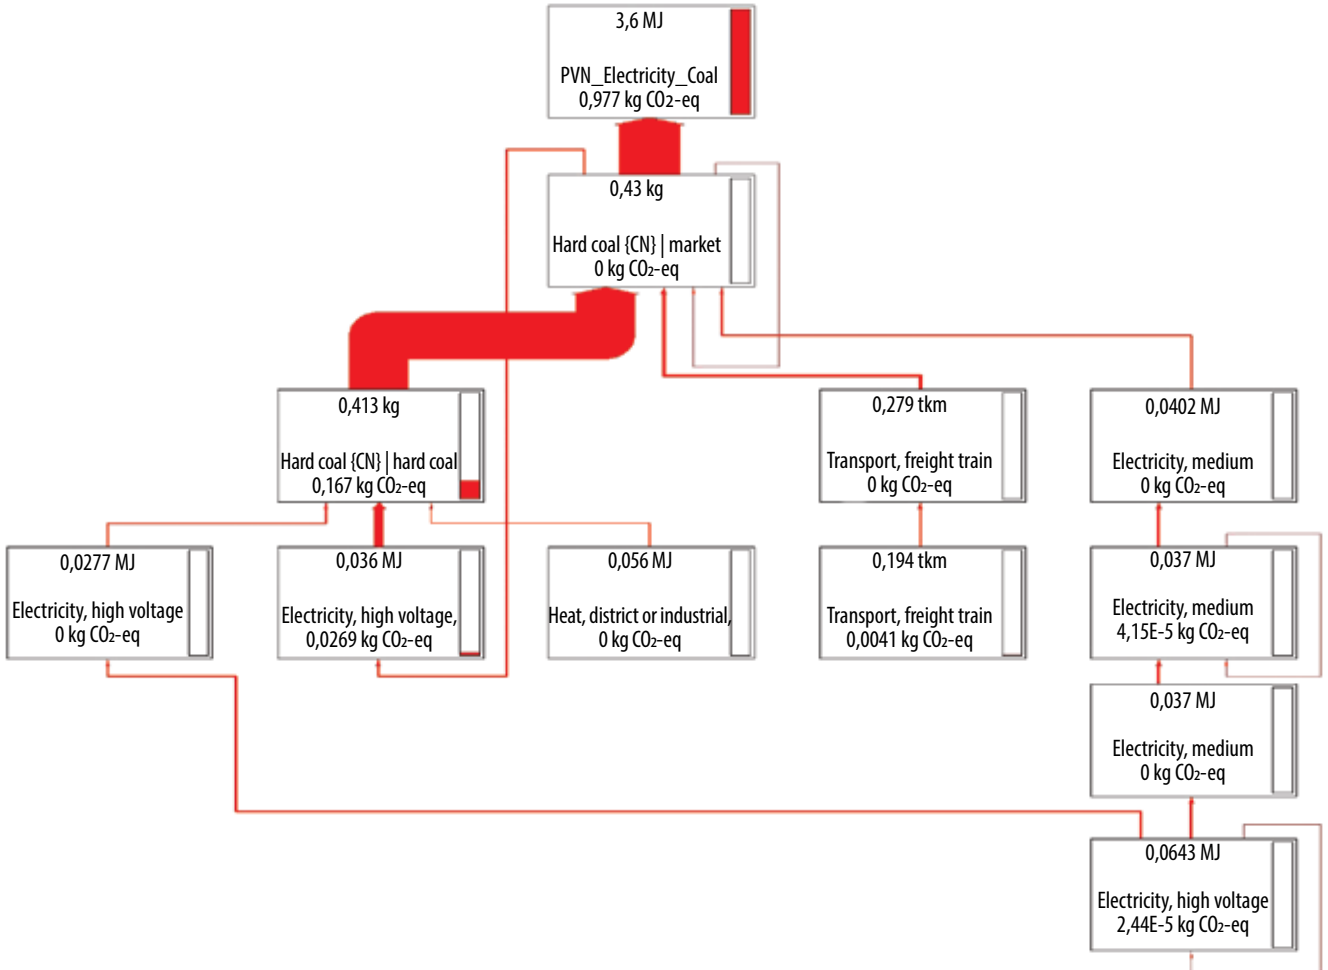 3,6 MJ
PVN_Electricity_Coal
0,977 kg CO₂-eq
0,43 kg
Hard coal {CN} | market
0 kg CO₂-eq
0,413 kg
Hard coal {CN} | hard coal
0,167 kg CO₂-eq
0,279 tkm
Transport, freight train
0 kg CO₂-eq
0,0402 MJ
Electricity, medium
0 kg CO₂-eq
0,0277 MJ
Electricity, high voltage
0 kg CO₂-eq
0,036 MJ
Electricity, high voltage,
0,0269 kg CO₂-eq
0,056 MJ
Heat, district or industrial,
0 kg CO₂-eq
0,194 tkm
Transport, freight train
0,0041 kg CO₂-eq
0,037 MJ
Electricity, medium
4,15E-5 kg CO₂-eq
0,037 MJ
Electricity, medium
0 kg CO₂-eq
0,0643 MJ
Electricity, high voltage
2,44E-5 kg CO₂-eq